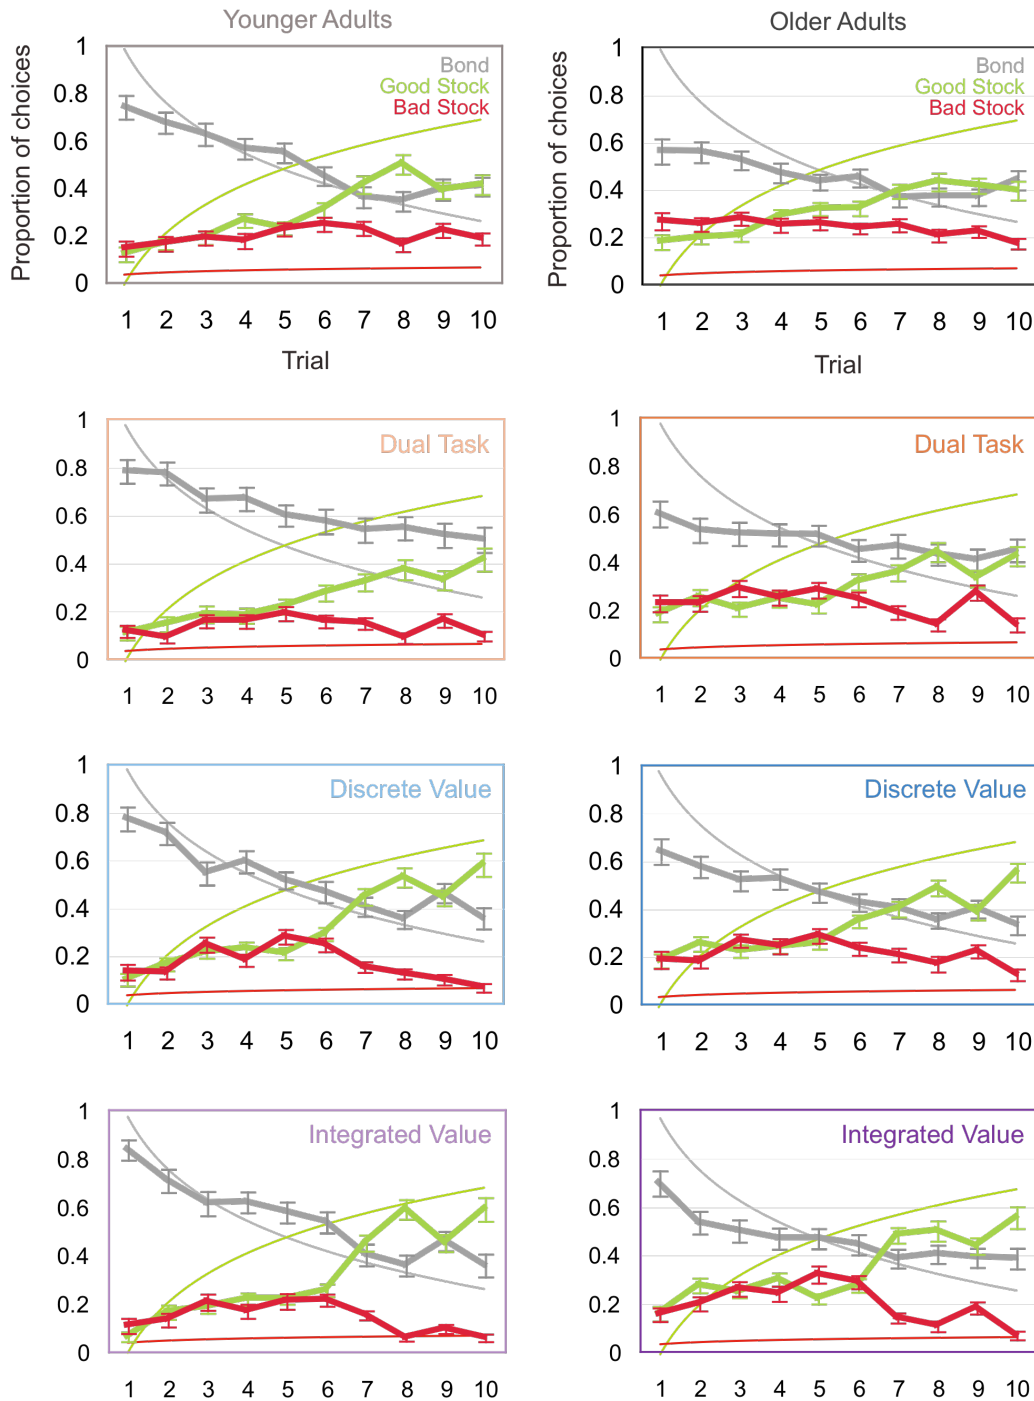 Younger Adults
Older Adults
Proportion of choices
1
0.8
0.6
0.4
0.2
0
Bond
Good Stock
Bad Stock
1 2 3 4 5 6 7 8 9 10
Trial
Proportion of choices
1
0.8
0.6
0.4
0.2
0
Bond
Good Stock
Bad Stock
1 2 3 4 5 6 7 8 9 10
Trial
1
0.8
0.6
0.4
0.2
0
Dual Task
1 2 3 4 5 6 7 8 9 10
1
0.8
0.6
0.4
0.2
0
Dual Task
1 2 3 4 5 6 7 8 9 10
1
0.8
0.6
0.4
0.2
0
Discrete Value
1 2 3 4 5 6 7 8 9 10
1
0.8
0.6
0.4
0.2
0
Discrete Value
1 2 3 4 5 6 7 8 9 10
1
0.8
0.6
0.4
0.2
0
Integrated Value
1 2 3 4 5 6 7 8 9 10
1
0.8
0.6
0.4
0.2
0
Integrated Value
1 2 3 4 5 6 7 8 9 10